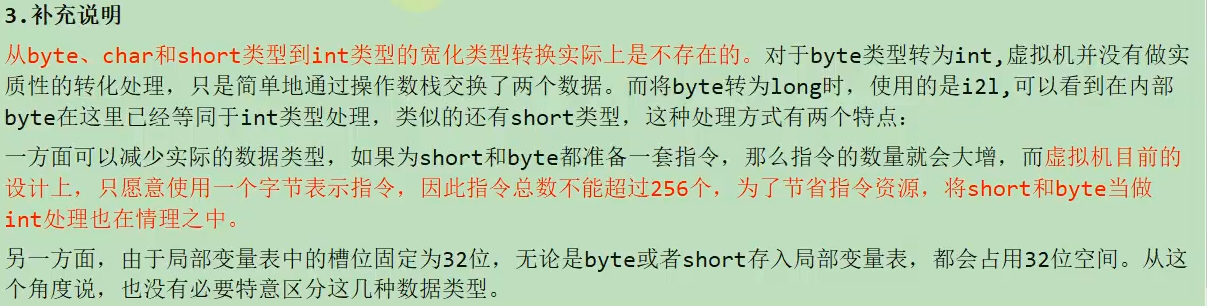 3.补充说明
从byte、char和short类型到int类型的宽化类型转换实际上是不存在的。对于byte类型转为int,虚拟机并没有做实
质性的转化处理，只是简单地通过操作数栈交换了两个数据。而将byte转为long时，使用的是i2l,可以看到在内部
byte在这里已经等同于int类型处理，类似的还有short类型，这种处理方式有两个特点：
一方面可以减少实际的数据类型，如果为short和byte都准备一套指令，那么指令的数量就会大增，而虚拟机目前的
设计上，只愿意使用一个字节表示指令，因此指令总数不能超过256个，为了节省指令资源，将short和byte当做
int处理也在情理之中。
另一方面，由于局部变量表中的槽位固定为32位，无论是byte或者short存入局部变量表，都会占用32位空间。从这
个角度说，也没有必要特意区分这几种数据类型。